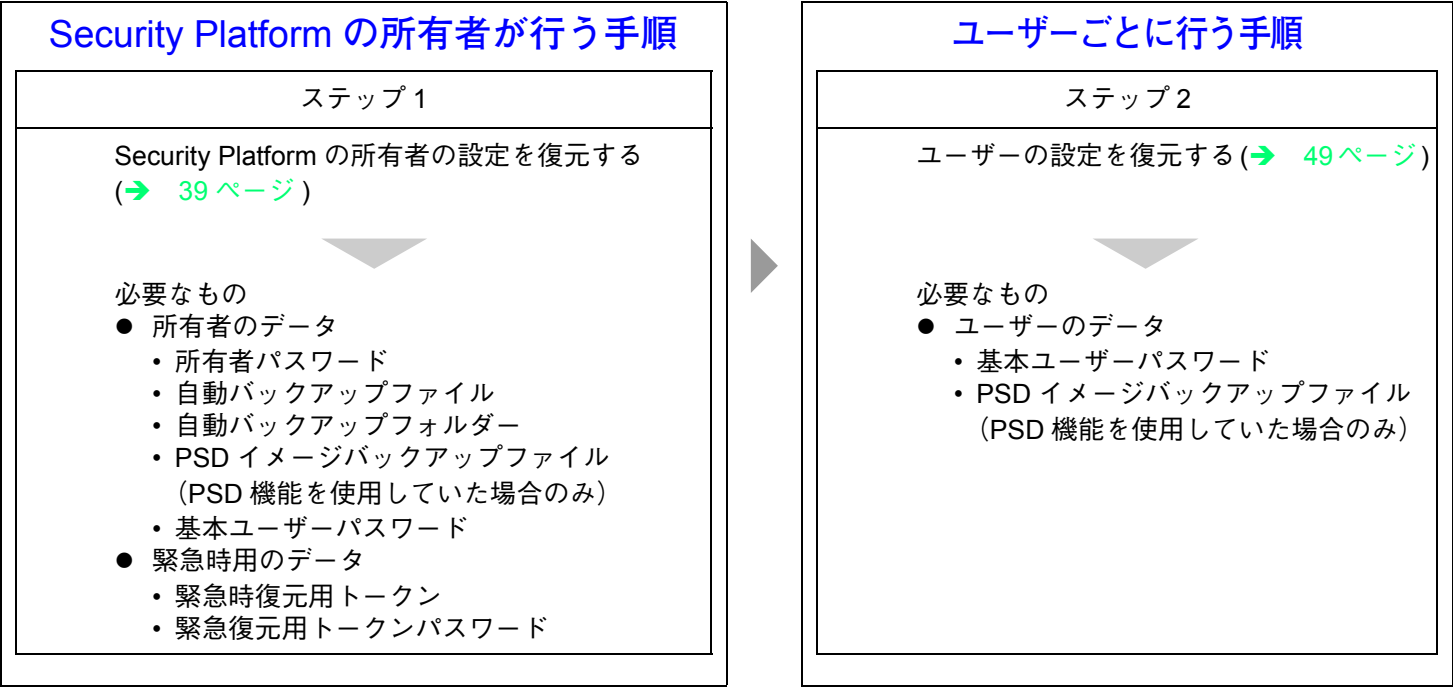 Security Platform の所有者が行う手順
ステップ 1
Security Platform の所有者の設定を復元する
(➔ 39 ページ )
必要なもの
● 所有者のデータ
• 所有者パスワード
• 自動バックアップファイル
• 自動バックアップフォルダー
• PSD イメージバックアップファイル
（PSD 機能を使用していた場合のみ）
• 基本ユーザーパスワード
● 緊急時用のデータ
• 緊急時復元用トークン
• 緊急復元用トークンパスワード
ユーザーごとに行う手順
ステップ 2
ユーザーの設定を復元する (➔ 49 ページ )
必要なもの
● ユーザーのデータ
• 基本ユーザーパスワード
• PSD イメージバックアップファイル
（PSD 機能を使用していた場合のみ）